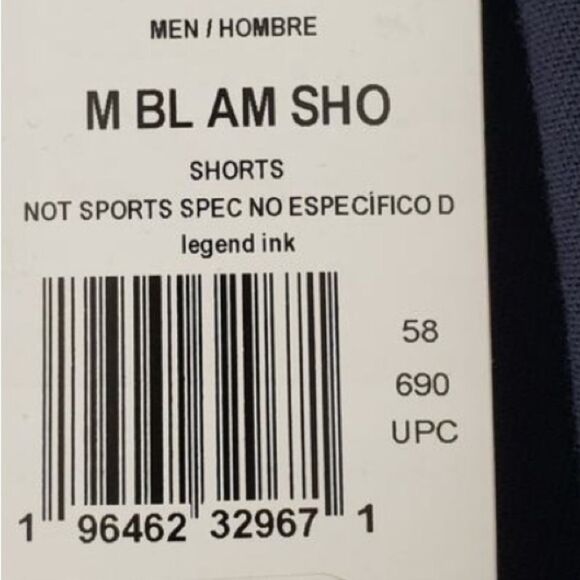 MEN / HOMBRE
M BL AM SHO
SHORTS
NOT SPORTS SPEC NO ESPECÍFICO D
legend ink
58
690
UPC
1 96462 32967 1